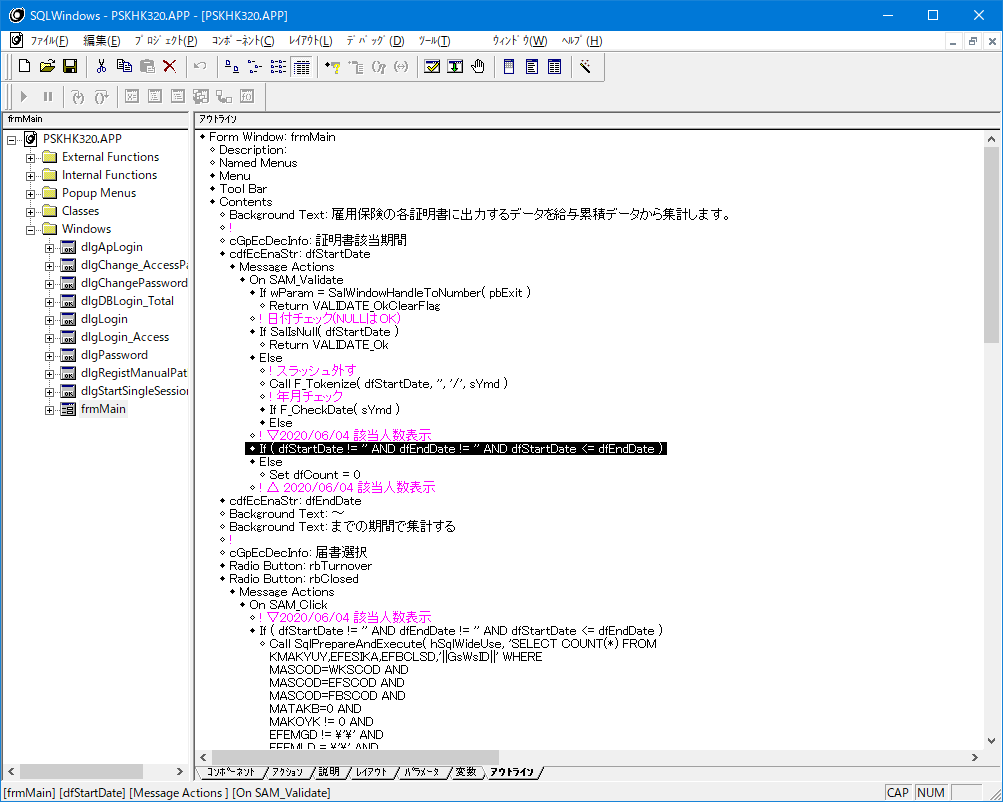 SQLWindows - PSKHK320.APP - [PSKHK320.APP]
ﾌｧｲﾙ(F) 編集(E) ﾌﾟﾛｼﾞｪｸﾄ(P) ｺﾝﾎﾟｰﾈﾝﾄ(C) ﾚｲｱｳﾄ(L) ﾃﾞﾊﾞｯｸﾞ(D) ﾂｰﾙ(T) ｳｨﾝﾄﾞｳ(W) ﾍﾙﾌﾟ(H)
frmMain
PSKHK320.APP
External Functions
Internal Functions
Popup Menus
Classes
Windows
dlgApLogin
dlgChange_AccessPa
dlgChangePassword
dlgDBLogin_Total
dlgLogin
dlgLogin_Access
dlgPassword
dlgRegistManualPat
dlgStartSingleSession
frmMain
ｱｳﾄﾗｲﾝ
Form Window: frmMain
Description:
Named Menus
Menu
Tool Bar
Contents
Background Text: 雇用保険の各証明書に出力するデータを給与累積データから集計します。
!
cGpEcDecInfo: 証明書該当期間
cdfEcEnaStr: dfStartDate
Message Actions
On SAM_Validate
If wParam = SalWindowHandleToNumber( pbExit )
Return VALIDATE_OkClearFlag
! 日付チェック(NULLはOK)
If SalIsNull( dfStartDate )
Return VALIDATE_Ok
Else
! スラッシュ外す
Call F_Tokenize( dfStartDate, '', '/', sYmd )
! 年月チェック
If F_CheckDate( sYmd )
Else
! ▽2020/06/04 該当人数表示
If ( dfStartDate != '' AND dfEndDate != '' AND dfStartDate <= dfEndDate )
Else
Set dfCount = 0
! △ 2020/06/04 該当人数表示
cdfEcEnaStr: dfEndDate
Background Text: ～
Background Text: までの期間で集計する
!
cGpEcDecInfo: 届書選択
Radio Button: rbTurnover
Radio Button: rbClosed
Message Actions
On SAM_Click
! ▽2020/06/04 該当人数表示
If ( dfStartDate != '' AND dfEndDate != '' AND dfStartDate <= dfEndDate )
Call SqlPrepareAndExecute( hSqlWideUse, 'SELECT COUNT(*) FROM
KMAKYUY,EFESIKA,EFBCLSD,'||GsWsID||' WHERE
MASCOD=WKSCOD AND
MASCOD=EFSCOD AND
MASCOD=FBSCOD AND
MATAKB=0 AND
MAKOYK != 0 AND
EFEMGD != ¥'¥' AND
EFEMLD = ¥'¥' AND
ｺﾝﾎﾟｰﾈﾝﾄ ｱｸｼｮﾝ 説明 ﾚｲｱｳﾄ ﾊﾟﾗﾒｰﾀ 変数 ｱｳﾄﾗｲﾝ
[frmMain] [dfStartDate] [Message Actions ] [On SAM_Validate] CAP NUM